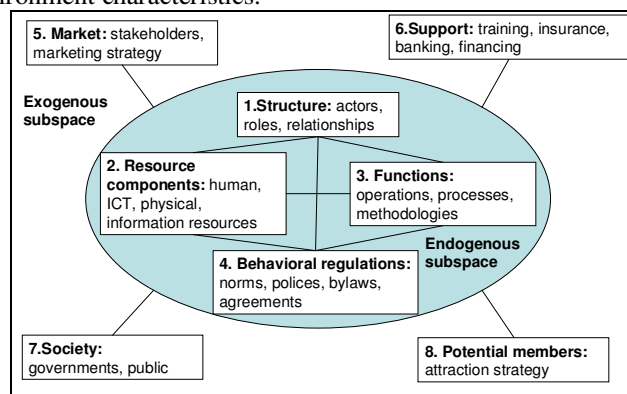 5. Market: stakeholders,
marketing strategy
6.Support: training, insurance,
banking, financing
Exogenous
subspace
1.Structure: actors,
roles, relationships
2. Resource
components: human,
ICT, physical,
information resources
3. Functions:
operations, processes,
methodologies
Endogenous
subspace
4. Behavioral regulations:
norms, polices, bylaws,
agreements
7.Society:
governments, public
8. Potential members:
attraction strategy